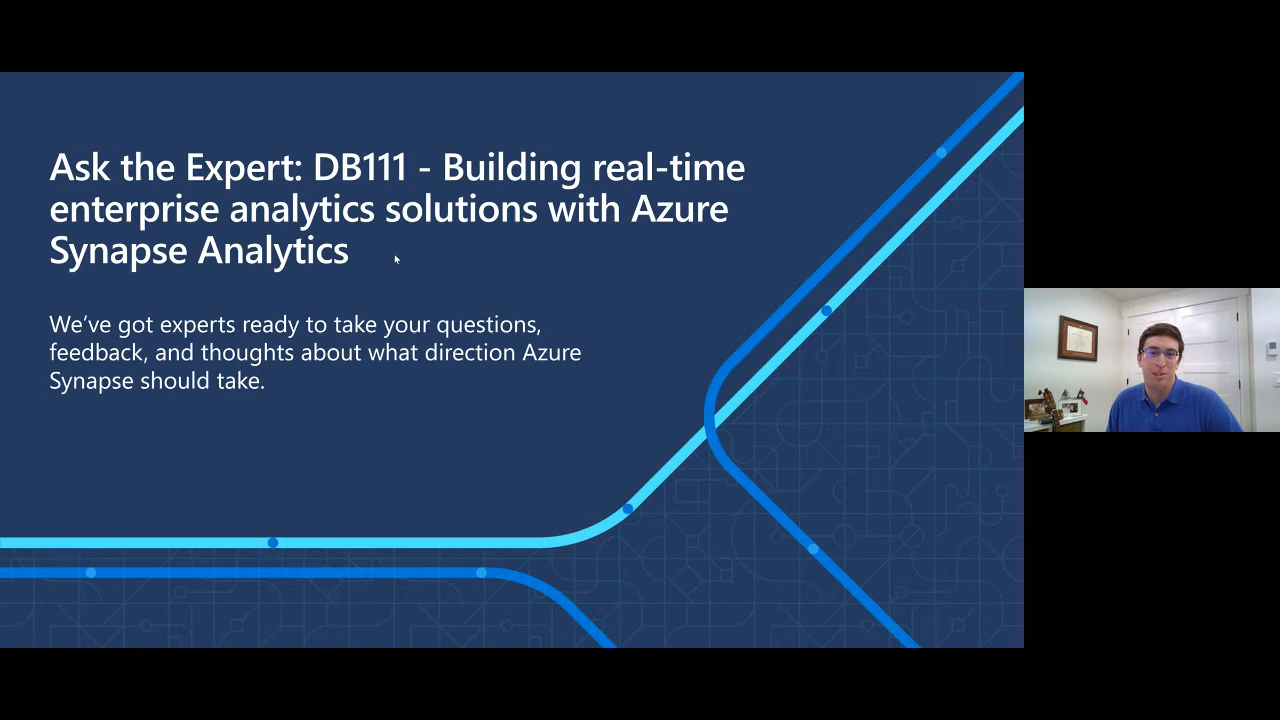 Ask the Expert: DB111 - Building real-time
enterprise analytics solutions with Azure
Synapse Analytics
We’ve got experts ready to take your questions,
feedback, and thoughts about what direction Azure
Synapse should take.